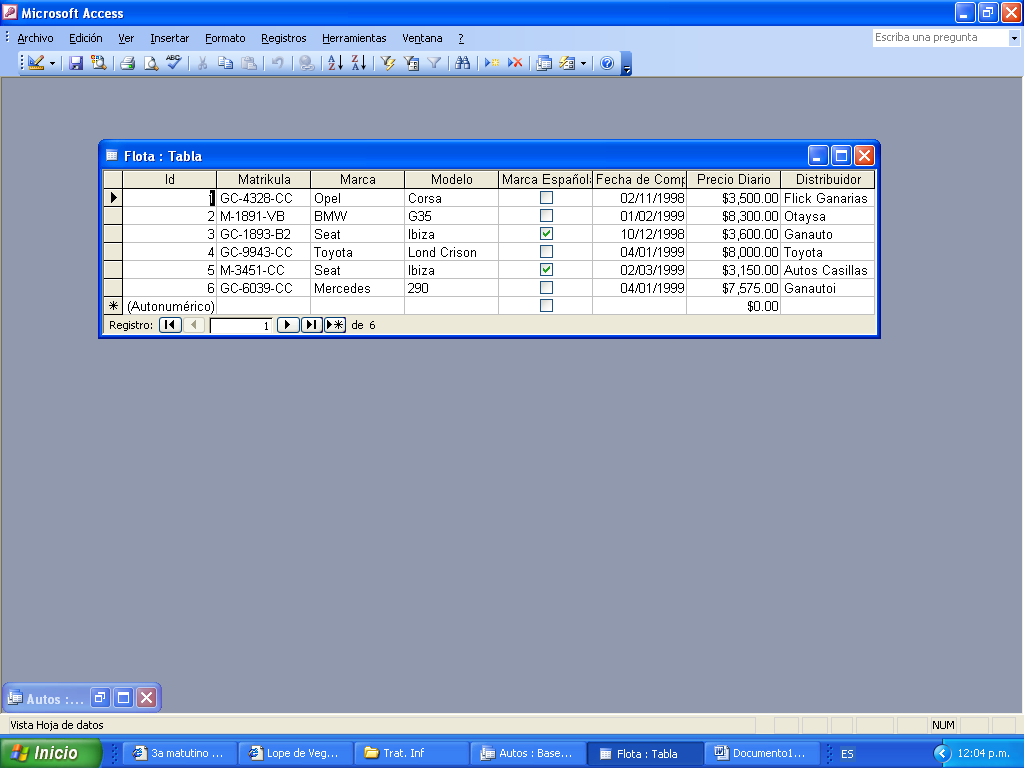 Microsoft Access
Archivo Edición Ver Insertar Formato Registros Herramientas Ventana ? Escriba una pregunta
Flota : Tabla
Id Matrikula Marca Modelo Marca Española Fecha de Comp Precio Diario Distribuidor
1 GC-4328-CC Opel Corsa 02/11/1998 $3,500.00 Flick Ganarias
2 M-1891-VB BMW G35 01/02/1999 $8,300.00 Otaysa
3 GC-1893-B2 Seat Ibiza 10/12/1998 $3,600.00 Ganauto
4 GC-9943-CC Toyota Lond Crison 04/01/1999 $8,000.00 Toyota
5 M-3451-CC Seat Ibiza 02/03/1999 $3,150.00 Autos Casillas
6 GC-6039-CC Mercedes 290 04/01/1999 $7,575.00 Ganautoi
(Autonumérico) $0.00
Registro: 1 de 6
Autos :...
Vista Hoja de datos NUM
Inicio 3a matutino ... Lope de Veg... Trat. Inf Autos : Base... Flota : Tabla Documento1... ES 12:04 p.m.